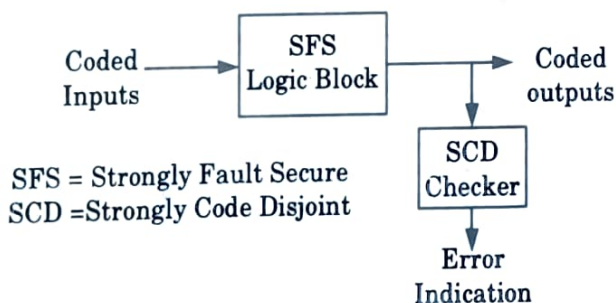 Coded
Inputs
SFS
Logic Block
Coded
outputs
SCD
Checker
Error
Indication
SFS = Strongly Fault Secure
SCD =Strongly Code Disjoint